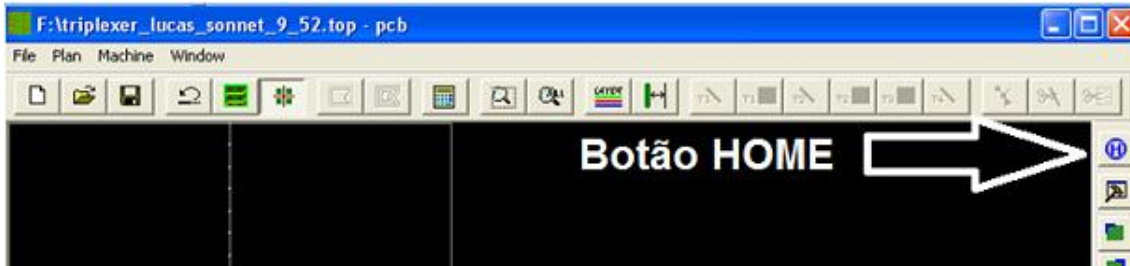 F:\triplexer_lucas_sonnet_9_52.top - pcb
File Plan Machine Window
Botão HOME
H